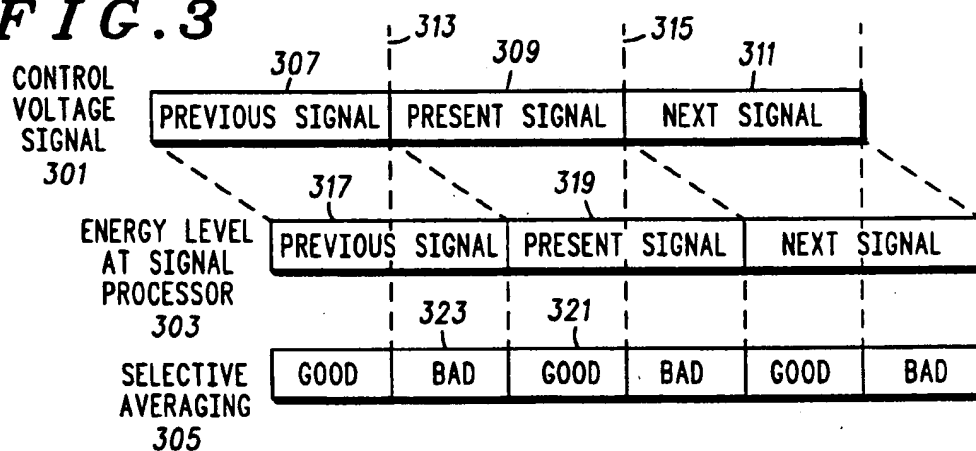 FIG.3
313
315
307
309
311
CONTROL
VOLTAGE
SIGNAL
301
PREVIOUS SIGNAL
PRESENT SIGNAL
NEXT SIGNAL
317
319
ENERGY LEVEL
AT SIGNAL
PROCESSOR
303
PREVIOUS SIGNAL
PRESENT SIGNAL
NEXT SIGNAL
323
321
SELECTIVE
AVERAGING
305
GOOD
BAD
GOOD
BAD
GOOD
BAD